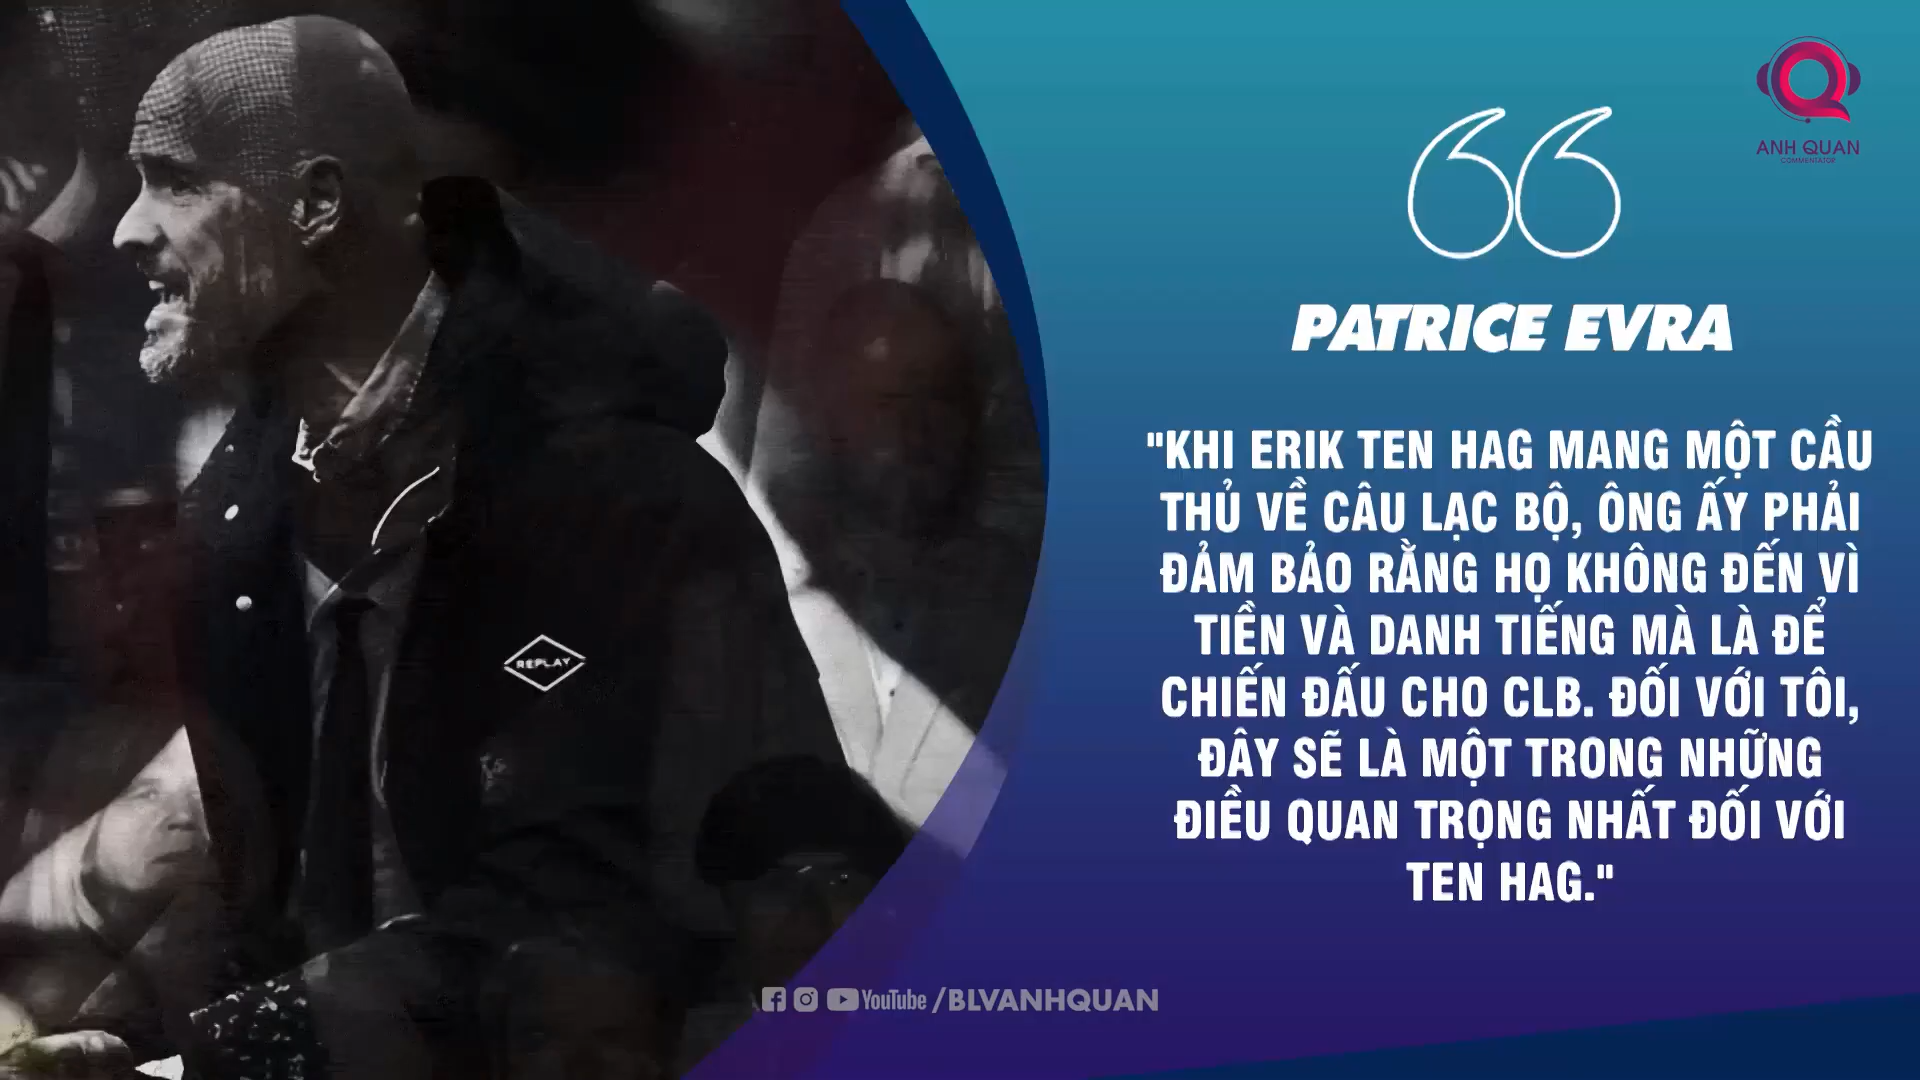 ANH QUAN
COMMENTATOR
PATRICE EVRA
"KHI ERIK TEN HAG MANG MỘT CẦU
THỦ VỀ CÂU LẠC BỘ, ÔNG ẤY PHẢI
ĐẢM BẢO RẰNG HỌ KHÔNG ĐẾN VÌ
TIỀN VÀ DANH TIẾNG MÀ LÀ ĐỂ
CHIẾN ĐẤU CHO CLB. ĐỐI VỚI TÔI,
ĐÂY SẼ LÀ MỘT TRONG NHỮNG
ĐIỀU QUAN TRỌNG NHẤT ĐỐI VỚI
TEN HAG."
REPLAY
YouTube /BLVANHQUAN